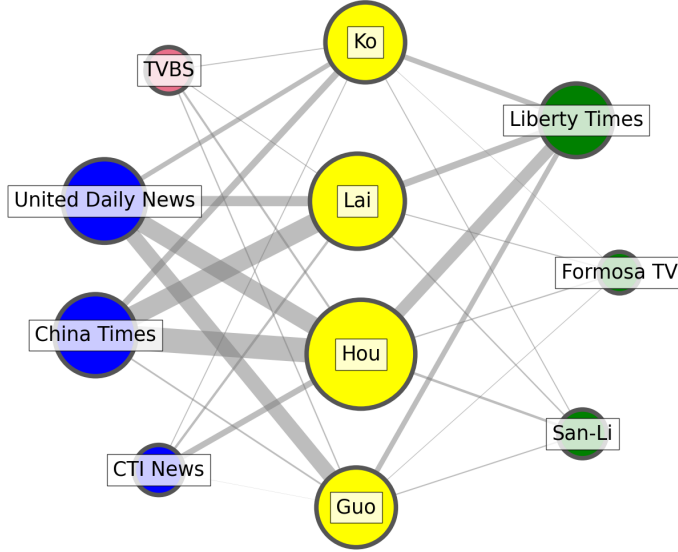 Ko
TVBS
Liberty Times
United Daily News
Lai
Formosa TV
China Times
Hou
San-Li
CTI News
Guo